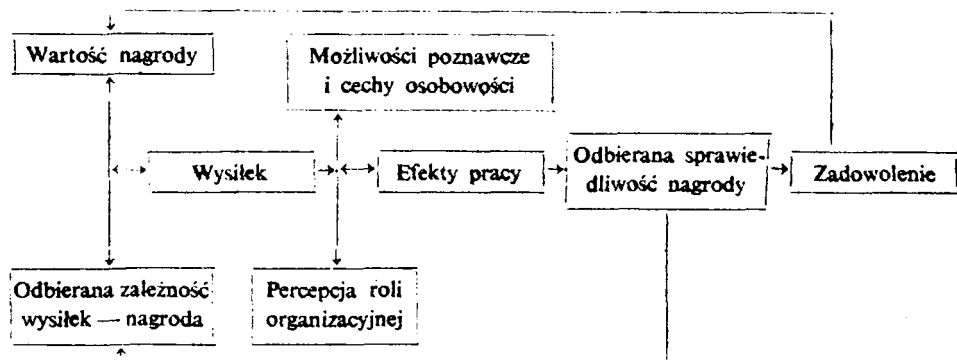 Wartość nagrody
Możliwości poznawcze
i cechy osobowości
Wysiłek
Efekty pracy
Odbierana sprawie-
dliwość nagrody
Zadowolenie
Odbierana zależność
wysiłek — nagroda
Percepcja roli
organizacyjnej